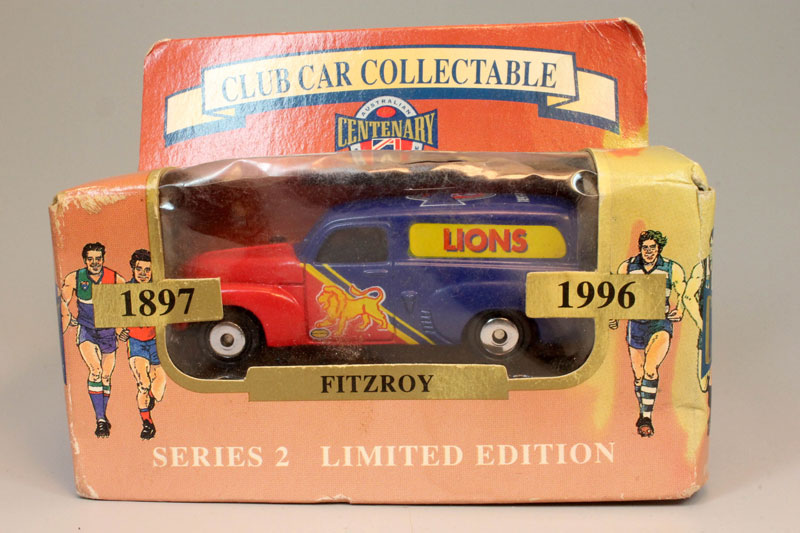 CLUB CAR COLLECTABLE
AUSTRALIAN
CENTENARY
LIONS
1897
1996
FITZROY
SERIES 2 LIMITED EDITION